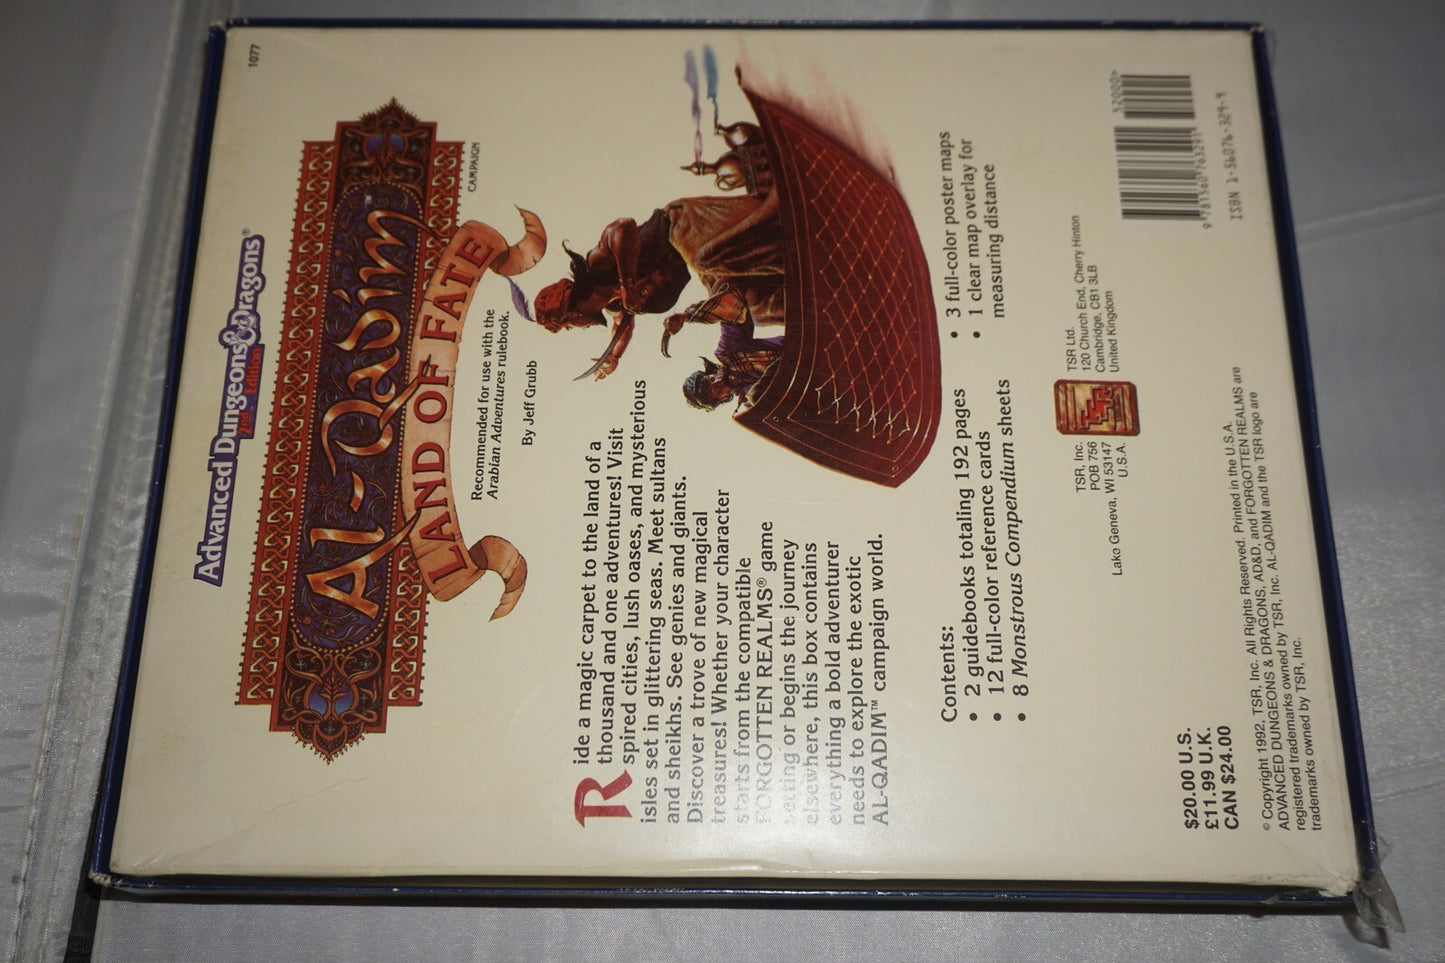 1077
Advanced Dungeons & Dragons®
2nd Edition
AL-QADIM
CAMPAIGN
LAND OF FATE
Recommended for use with the
Arabian Adventures rulebook.
By Jeff Grubb
Ride a magic carpet to the land of a
thousand and one adventures! Visit
spired cities, lush oases, and mysterious
isles set in glittering seas. Meet sultans
and sheikhs. See genies and giants.
Discover a trove of new magical
treasures! Whether your character
starts from the compatible
FORGOTTEN REALMS® game
setting or begins the journey
elsewhere, this box contains
everything a bold adventurer
needs to explore the exotic
AL-QADIM™ campaign world.
Contents:
• 2 guidebooks totaling 192 pages
• 12 full-color reference cards
• 8 Monstrous Compendium sheets
• 3 full-color poster maps
• 1 clear map overlay for
measuring distance
TSR, Inc.
POB 756
Lake Geneva, WI 53147
U.S.A.
TSR
TSR Ltd.
120 Church End, Cherry Hinton
Cambridge, CB1 3LB
United Kingdom
52000>
9 781560 763291
ISBN 1-56076-329-9
$20.00 U.S.
£11.99 U.K.
CAN $24.00
© Copyright 1992, TSR, Inc. All Rights Reserved. Printed in the U.S.A.
ADVANCED DUNGEONS & DRAGONS, AD&D, and FORGOTTEN REALMS are
registered trademarks owned by TSR, Inc. AL-QADIM and the TSR logo are
trademarks owned by TSR, Inc.